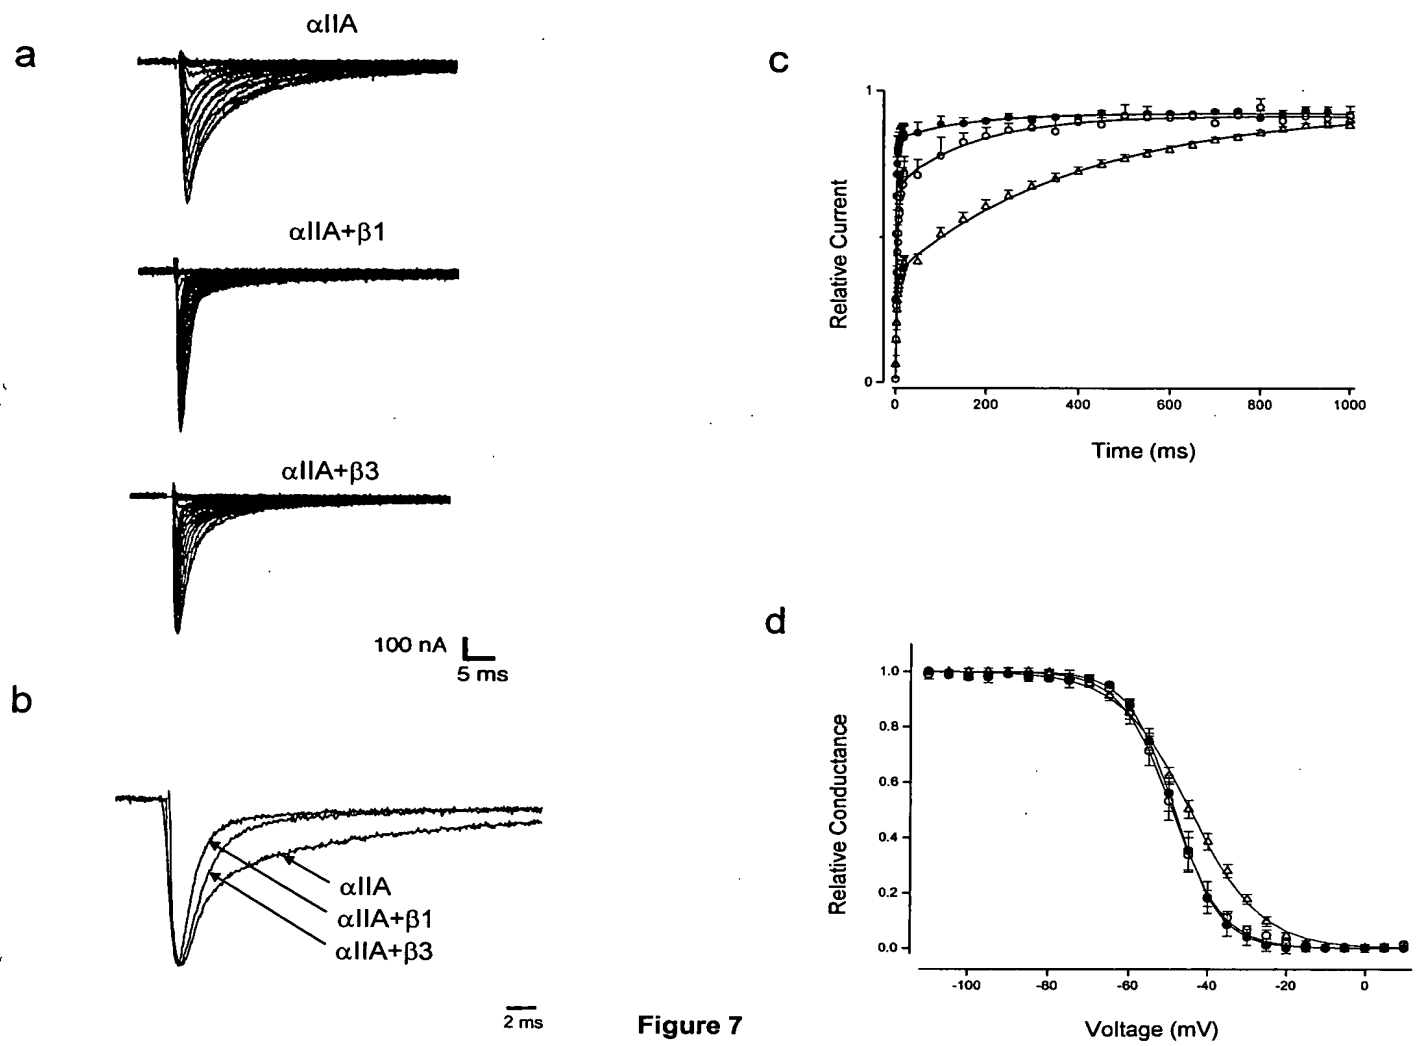 a
αIIA
αIIA+β1
αIIA+β3
100 nA
5 ms
b
αIIA
αIIA+β1
αIIA+β3
2 ms
c
1
0
Relative Current
0 200 400 600 800 1000
Time (ms)
d
1.0
0.8
0.6
0.4
0.2
0.0
Relative Conductance
-100 -80 -60 -40 -20 0
Voltage (mV)
Figure 7